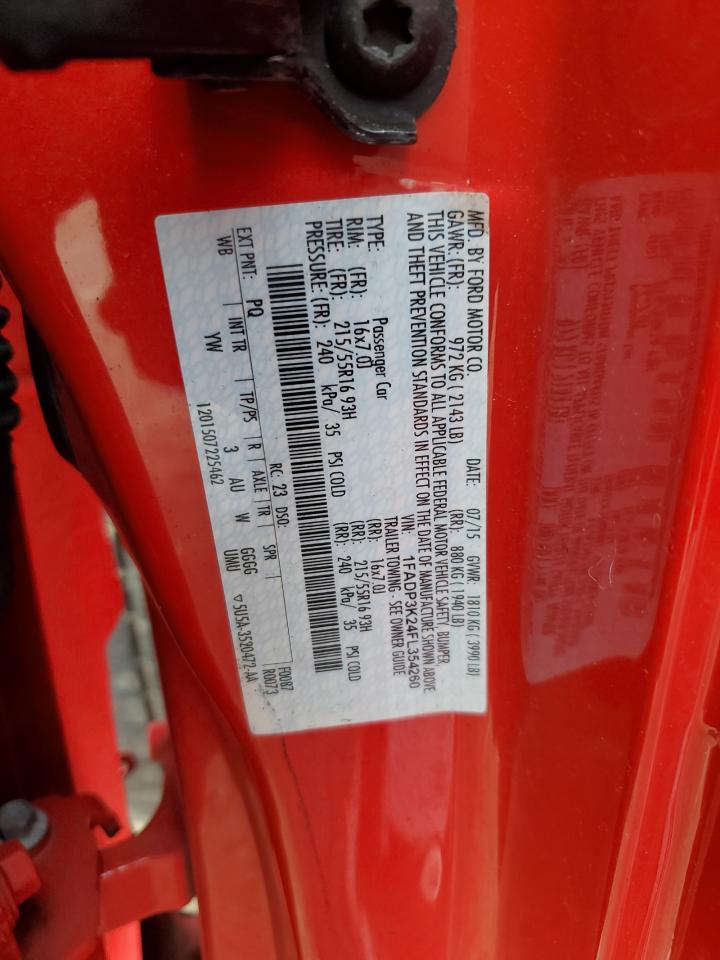 MFD. BY FORD MOTOR CO. DATE: 07/15 GVWR: 1810 KG ( 3990 LB)
GAWR: (FR): 972 KG ( 2143 LB) (RR): 880 KG ( 1940 LB)
THIS VEHICLE CONFORMS TO ALL APPLICABLE FEDERAL MOTOR VEHICLE SAFETY, BUMPER,
AND THEFT PREVENTION STANDARDS IN EFFECT ON THE DATE OF MANUFACTURE SHOWN ABOVE.
VIN: 1FADP3K24FL354260
TYPE: Passenger Car TRAILER TOWING - SEE OWNER GUIDE
RIM: (FR): 16x7.0J (RR): 16x7.0J
TIRE: (FR): 215/55R16 93H (RR): 215/55R16 93H
PRESSURE: (FR): 240 kPa/ 35 PSI COLD (RR): 240 kPa/ 35 PSI COLD
RC: 23 DSO: F0087
R0073
EXT PNT: PQ | INT TR | TP/PS | R | AXLE | TR | SPR
WB YW 3 AU W GGGG
UMU
1201507225462 ▽ 5U5A-3520472-AA